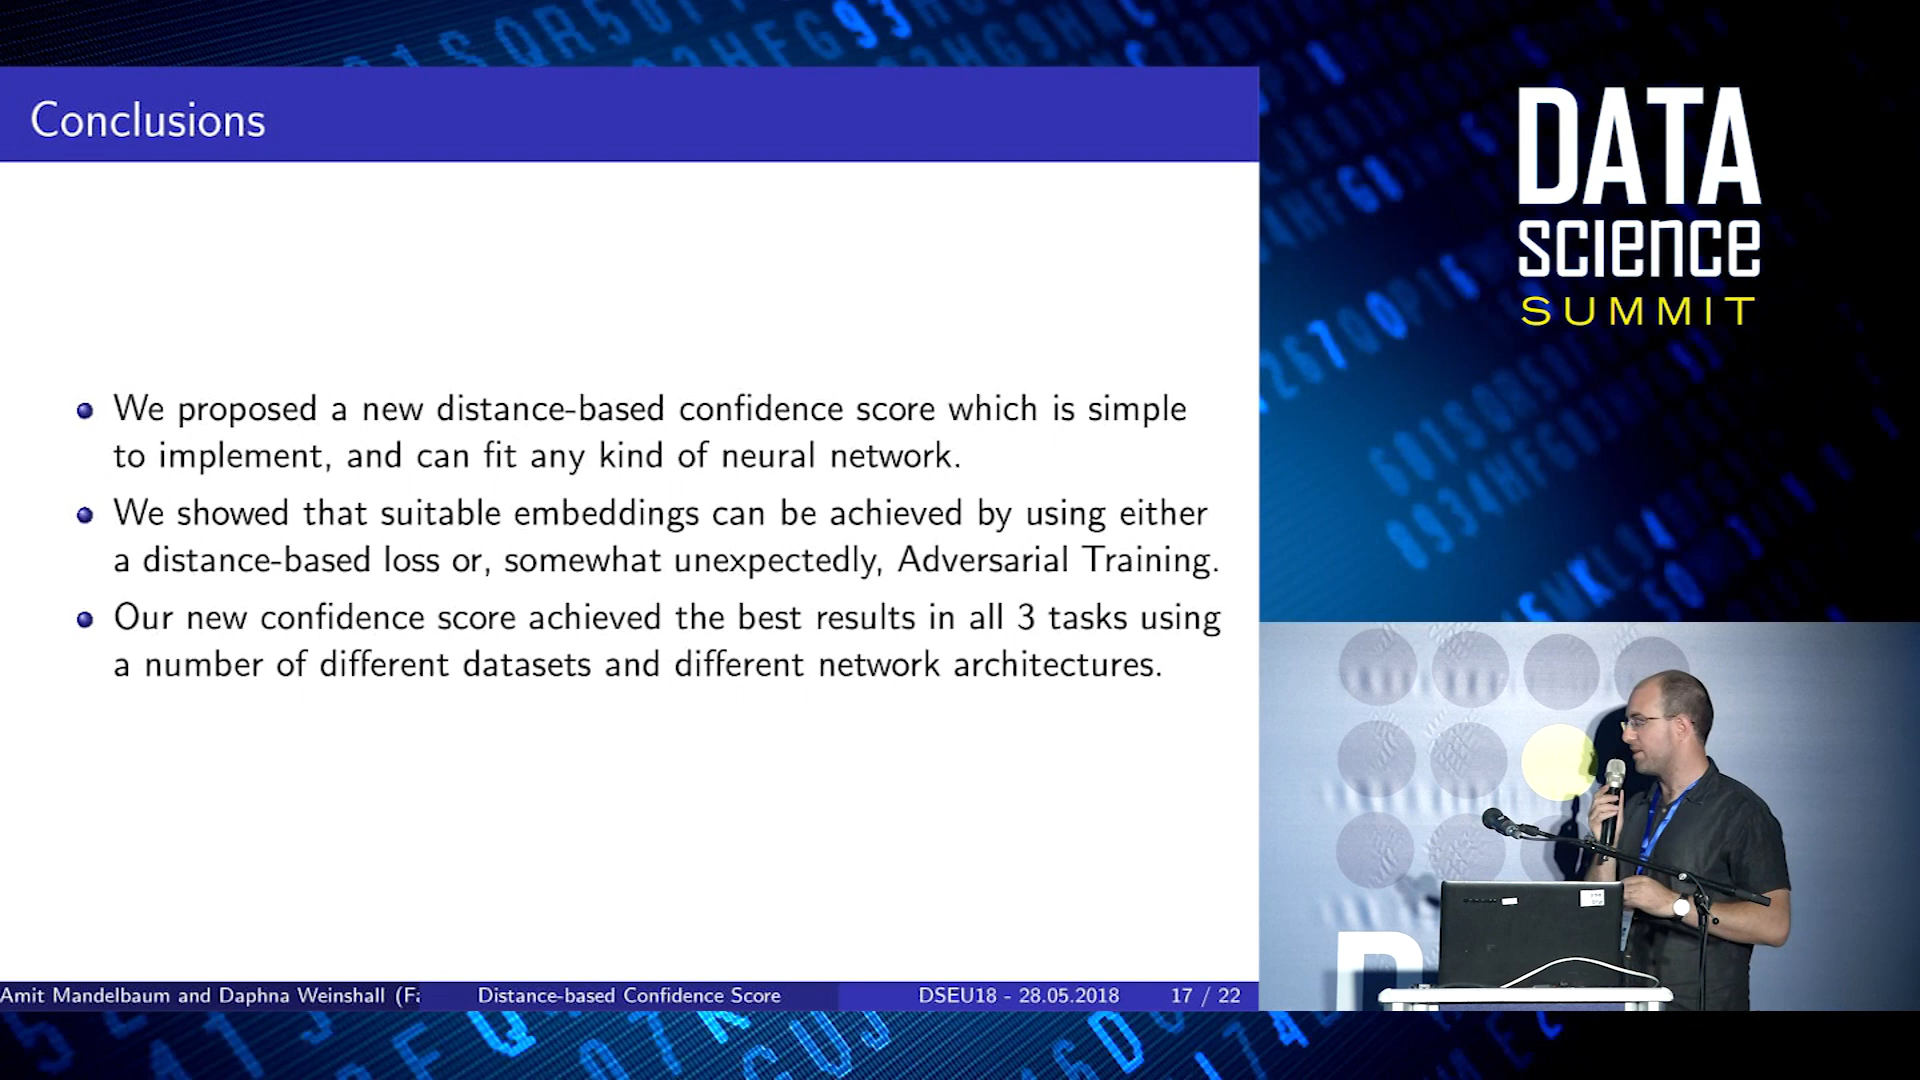 Conclusions
We proposed a new distance-based confidence score which is simple
to implement, and can fit any kind of neural network.
We showed that suitable embeddings can be achieved by using either
a distance-based loss or, somewhat unexpectedly, Adversarial Training.
Our new confidence score achieved the best results in all 3 tasks using
a number of different datasets and different network architectures.
Amit Mandelbaum and Daphna Weinshall Distance-based Confidence Score DSEU18 - 28.05.2018 17 / 22
DATA
science
SUMMIT
D